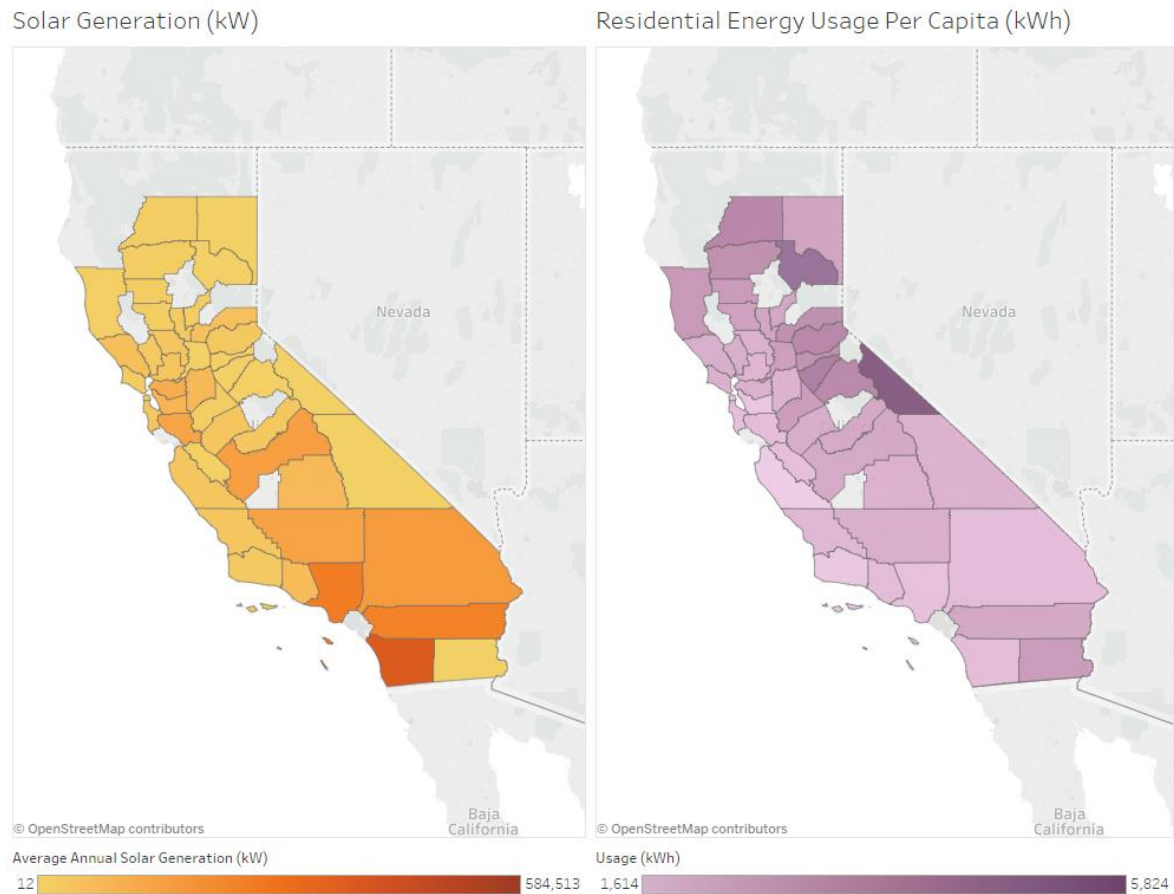 Solar Generation (kW)
Residential Energy Usage Per Capita (kWh)
Nevada
Nevada
Baja
California
Baja
California
© OpenStreetMap contributors
© OpenStreetMap contributors
Average Annual Solar Generation (kW)
Usage (kWh)
12
584,513
1,614
5,824